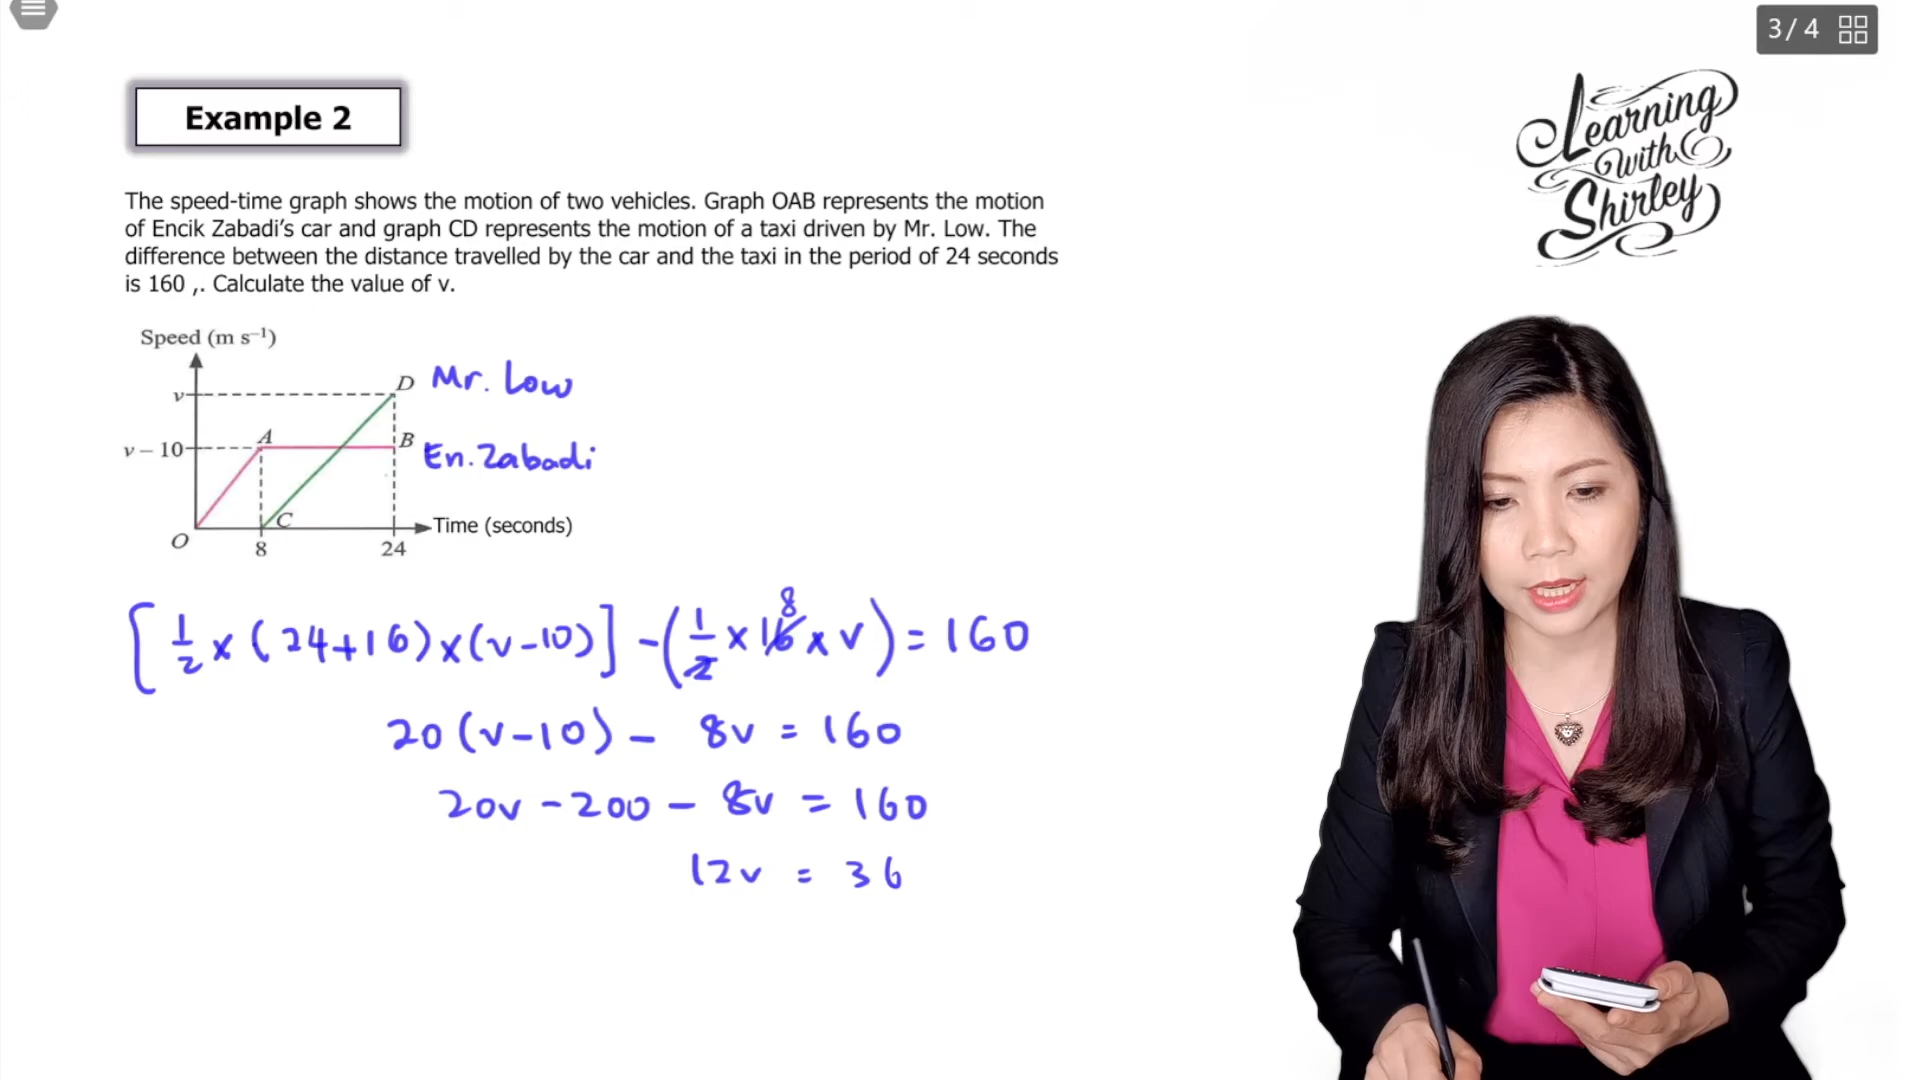 3/4
Example 2
Learning
with
Shirley
The speed-time graph shows the motion of two vehicles. Graph OAB represents the motion
of Encik Zabadi's car and graph CD represents the motion of a taxi driven by Mr. Low. The
difference between the distance travelled by the car and the taxi in the period of 24 seconds
is 160 ,. Calculate the value of v.
Speed (m s⁻¹)
v
D
Mr. Low
v – 10
A
B
En. Zabadi
C
Time (seconds)
O
8
24
8
[½ × (24+16) × (v-10)] - (½ × 16 × v) = 160
20 (v-10) - 8v = 160
20v - 200 - 8v = 160
12v = 36